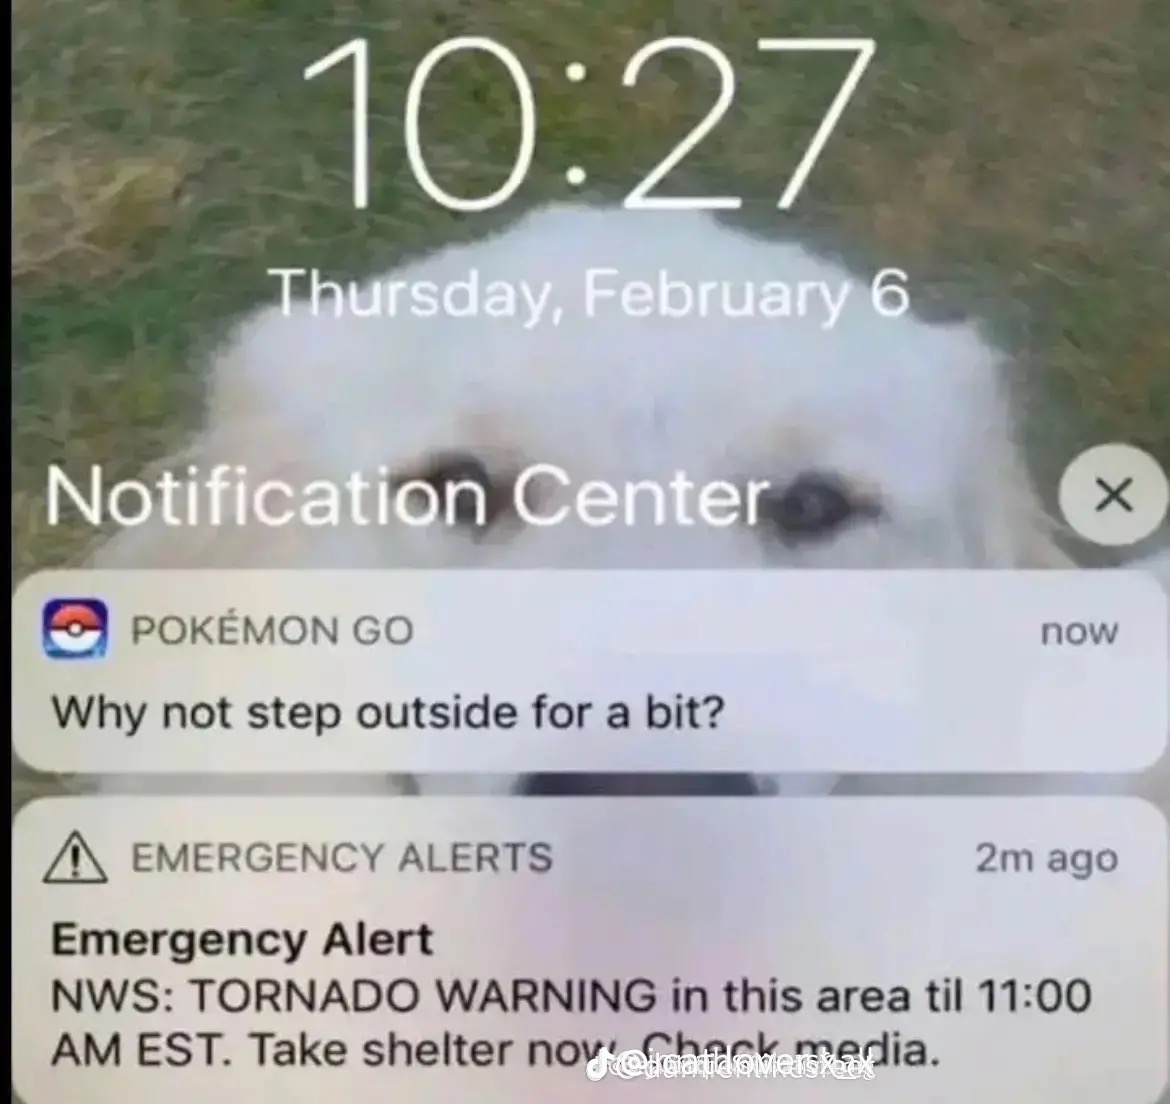 10:27
Thursday, February 6
Notification Center
POKÉMON GO
now
Why not step outside for a bit?
EMERGENCY ALERTS
2m ago
Emergency Alert
NWS: TORNADO WARNING in this area til 11:00
AM EST. Take shelter now. Check media.